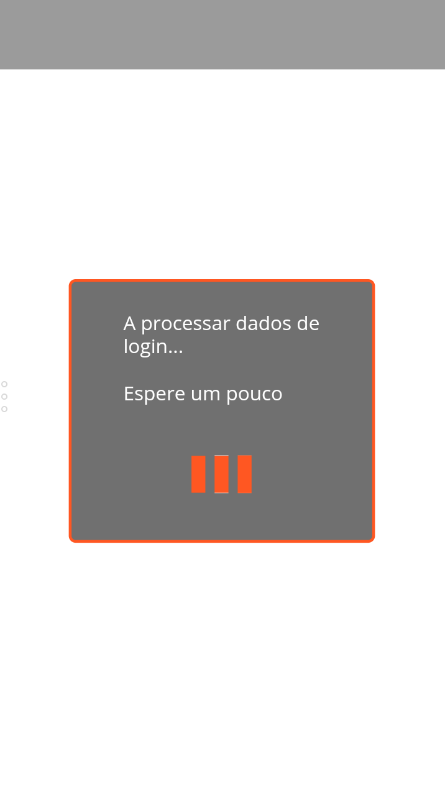 A processar dados de
login...
Espere um pouco